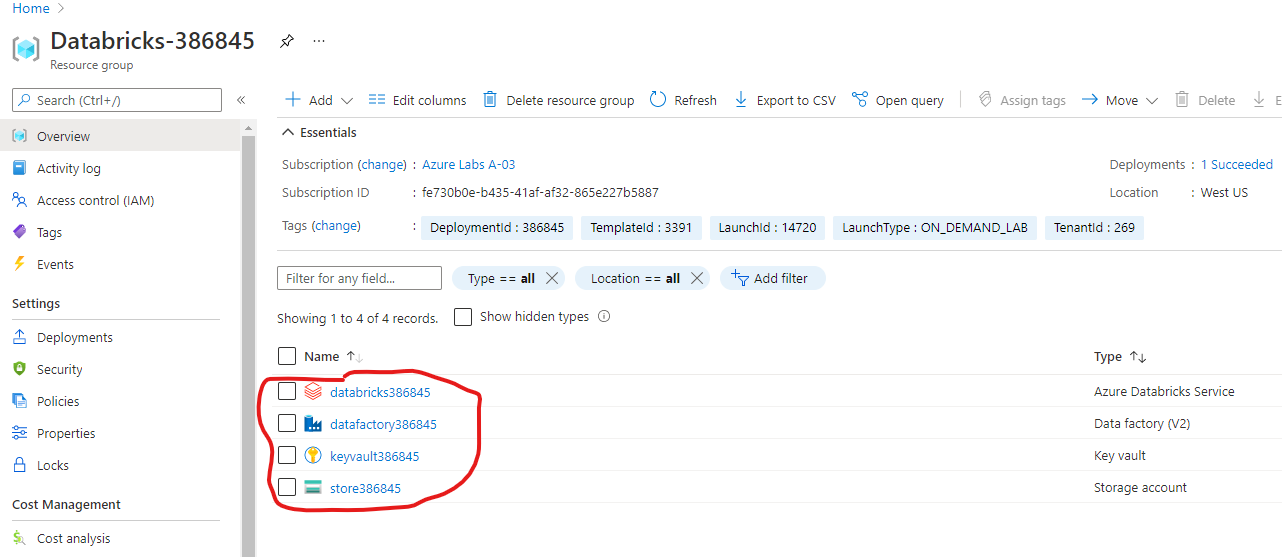 Home >
Databricks-386845
Resource group
Search (Ctrl+/)
«
Overview
Activity log
Access control (IAM)
Tags
Events
Settings
Deployments
Security
Policies
Properties
Locks
Cost Management
Cost analysis
Add Edit columns Delete resource group Refresh Export to CSV Open query Assign tags Move Delete E
Essentials
Subscription (change) : Azure Labs A-03 Deployments : 1 Succeeded
Subscription ID : fe730b0e-b435-41af-af32-865e227b5887 Location : West US
Tags (change) : DeploymentId : 386845 TemplateId : 3391 LaunchId : 14720 LaunchType : ON_DEMAND_LAB TenantId : 269
Filter for any field... Type == all Location == all Add filter
Showing 1 to 4 of 4 records. Show hidden types
Name Type
databricks386845 Azure Databricks Service
datafactory386845 Data factory (V2)
keyvault386845 Key vault
store386845 Storage account